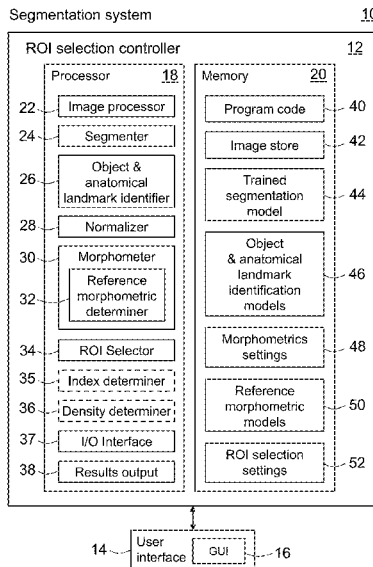 Segmentation system 10
ROI selection controller 12
Processor 18
22 Image processor
24 Segmenter
26 Object &
anatomical
landmark identifier
28 Normalizer
30 Morphometer
32 Reference
morphometric
determiner
34 ROI Selector
35 Index determiner
36 Density determiner
37 I/O Interface
38 Results output
Memory 20
Program code 40
Image store 42
Trained
segmentation
model 44
Object
& anatomical
landmark
identification
models 46
Morphometrics
settings 48
Reference
morphometric
models 50
ROI selection
settings 52
14 User
interface
GUI 16